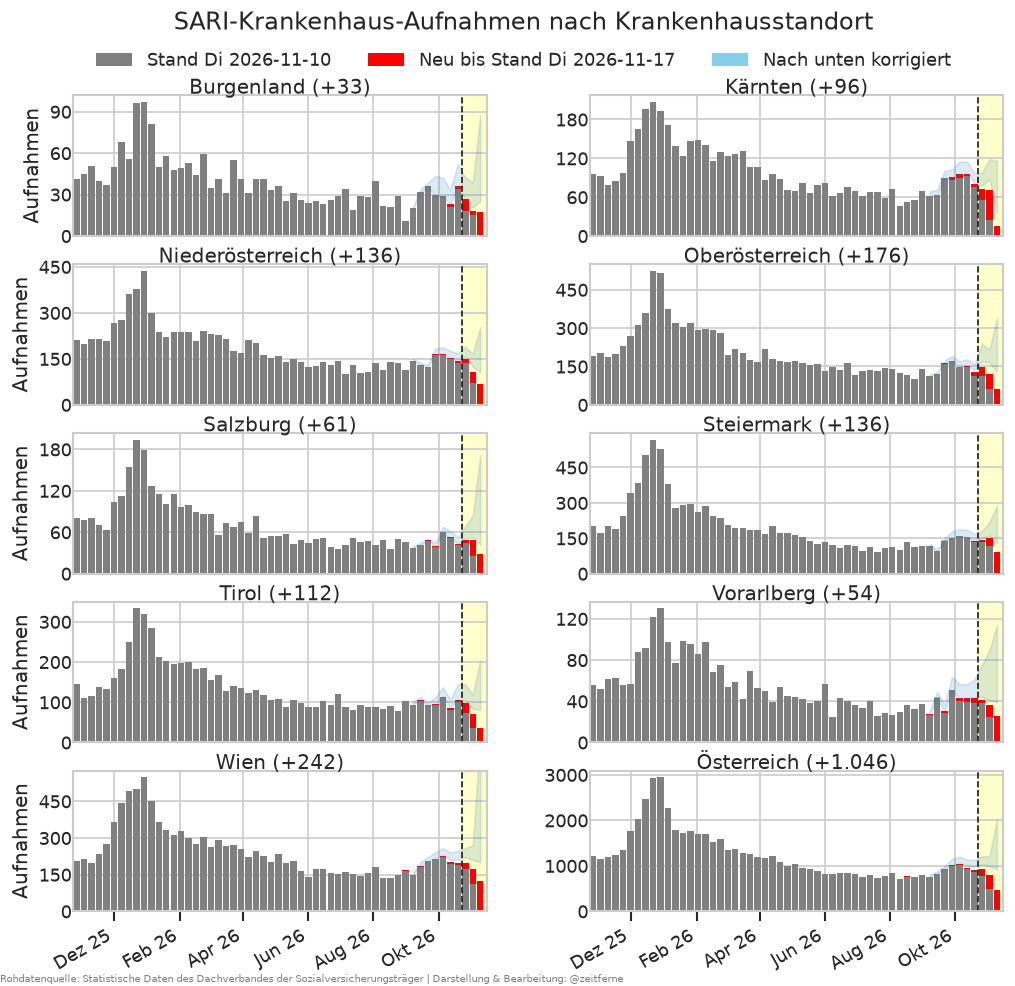 SARI-Krankenhaus-Aufnahmen nach Krankenhausstandort
Stand Di 2026-11-10 Neu bis Stand Di 2026-11-17 Nach unten korrigiert
Burgenland (+33) Kärnten (+96)
Aufnahmen
90
60
30
0
180
120
60
0
Niederösterreich (+136) Oberösterreich (+176)
Aufnahmen
450
300
150
0
450
300
150
0
Salzburg (+61) Steiermark (+136)
Aufnahmen
180
120
60
0
450
300
150
0
Tirol (+112) Vorarlberg (+54)
Aufnahmen
300
200
100
0
120
80
40
0
Wien (+242) Österreich (+1.046)
Aufnahmen
450
300
150
0
3000
2000
1000
0
Dez 25 Feb 26 Apr 26 Jun 26 Aug 26 Okt 26 Dez 25 Feb 26 Apr 26 Jun 26 Aug 26 Okt 26
Rohdatenquelle: Statistische Daten des Dachverbandes der Sozialversicherungsträger | Darstellung & Bearbeitung: @zeitferne